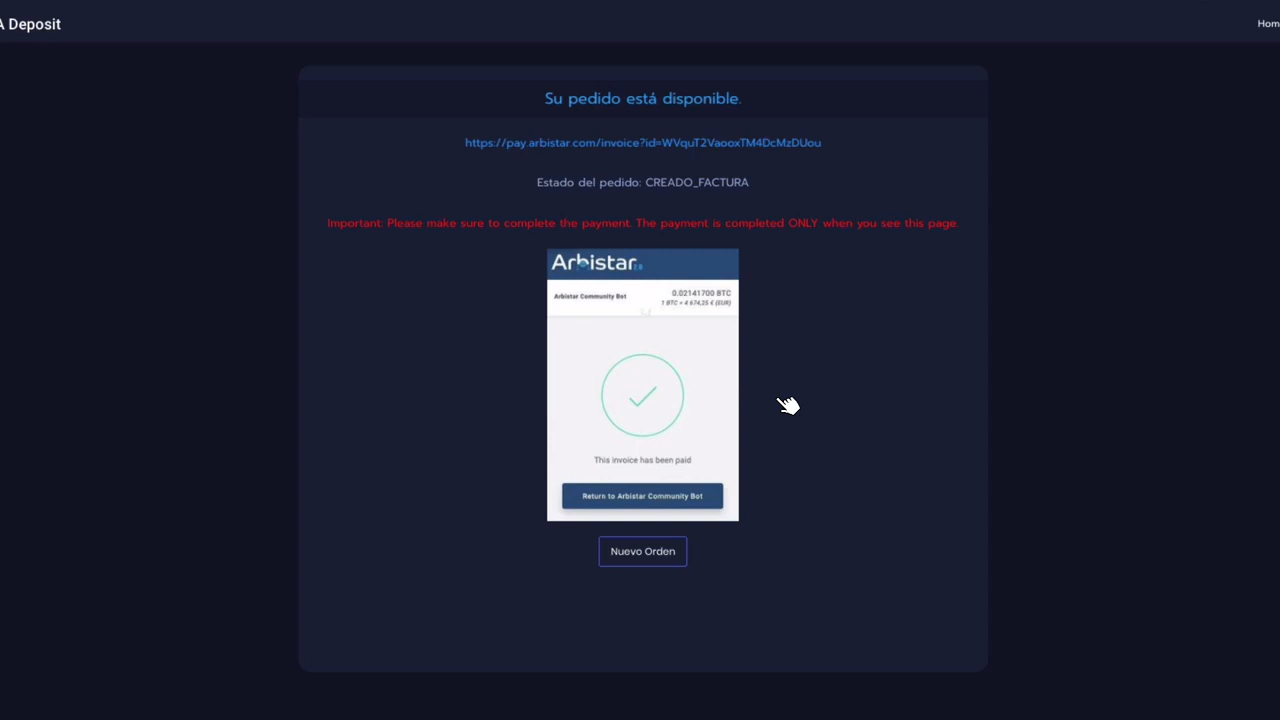 A Deposit
Hom
Su pedido está disponible.
https://pay.arbistar.com/invoice?id=WVquT2VaooxTM4DcMzDUou
Estado del pedido: CREADO_FACTURA
Important: Please make sure to complete the payment. The payment is completed ONLY when you see this page.
Arbistar 2.0
Arbistar Community Bot
0.02141700 BTC
1 BTC = 4 674,25 € (EUR)
This invoice has been paid
Return to Arbistar Community Bot
Nuevo Orden